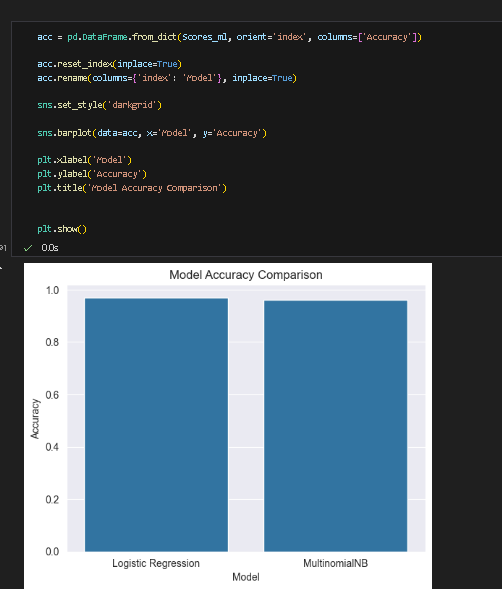 acc = pd.DataFrame.from_dict(Scores_ml, orient='index', columns=['Accuracy'])
acc.reset_index(inplace=True)
acc.rename(columns={'index': 'Model'}, inplace=True)
sns.set_style('darkgrid')
sns.barplot(data=acc, x='Model', y='Accuracy')
plt.xlabel('Model')
plt.ylabel('Accuracy')
plt.title('Model Accuracy Comparison')
plt.show()
0.0s
Model Accuracy Comparison
1.0
0.8
0.6
0.4
0.2
0.0
Accuracy
Logistic Regression
MultinomialNB
Model